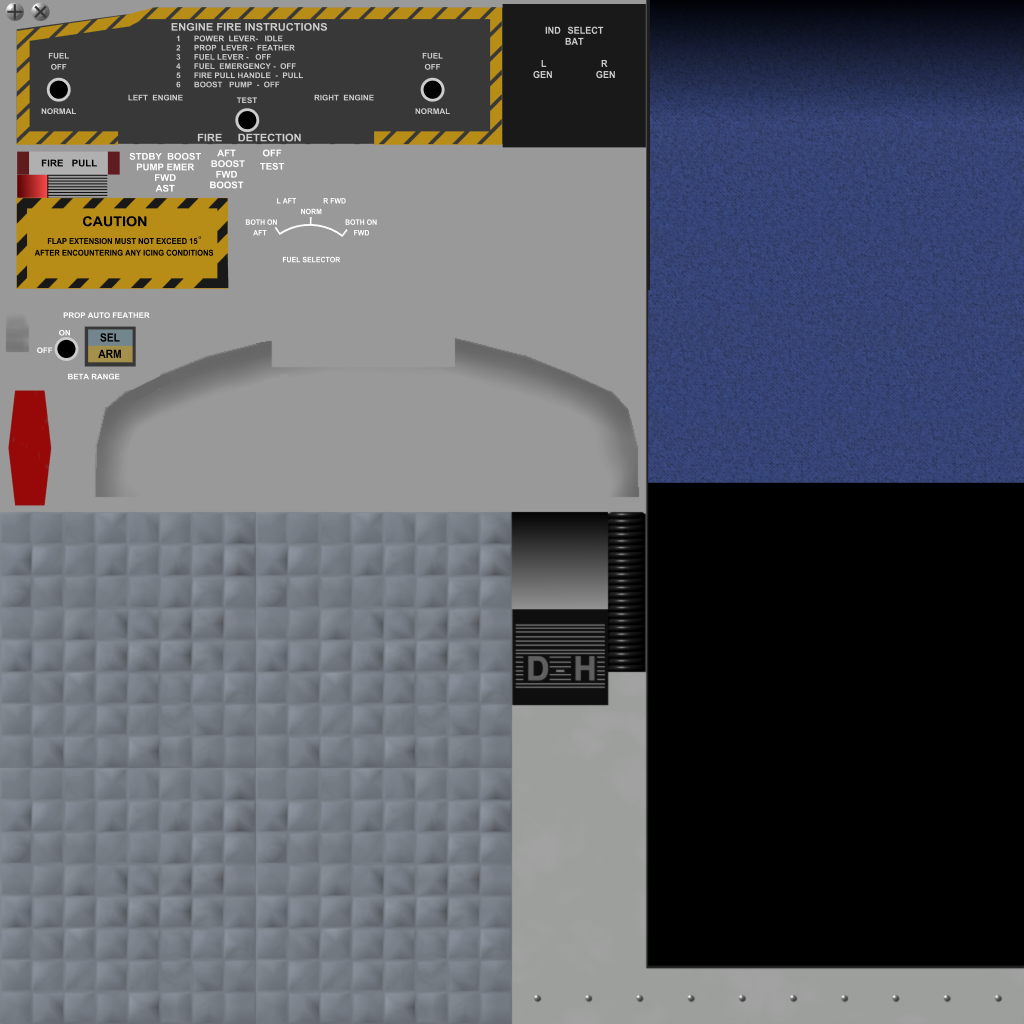 ENGINE FIRE INSTRUCTIONS
1 POWER LEVER- IDLE
2 PROP LEVER - FEATHER
3 FUEL LEVER - OFF
4 FUEL EMERGENCY - OFF
5 FIRE PULL HANDLE - PULL
6 BOOST PUMP - OFF
FUEL
OFF
NORMAL
LEFT ENGINE
TEST
RIGHT ENGINE
FUEL
OFF
NORMAL
FIRE DETECTION
IND SELECT
BAT
L
GEN
R
GEN
FIRE PULL
STDBY BOOST
PUMP EMER
FWD
AST
AFT
BOOST
FWD
BOOST
OFF
TEST
CAUTION
FLAP EXTENSION MUST NOT EXCEED 15°
AFTER ENCOUNTERING ANY ICING CONDITIONS
L AFT
R FWD
NORM
BOTH ON
AFT
BOTH ON
FWD
FUEL SELECTOR
PROP AUTO FEATHER
ON
OFF
SEL
ARM
BETA RANGE
D-H